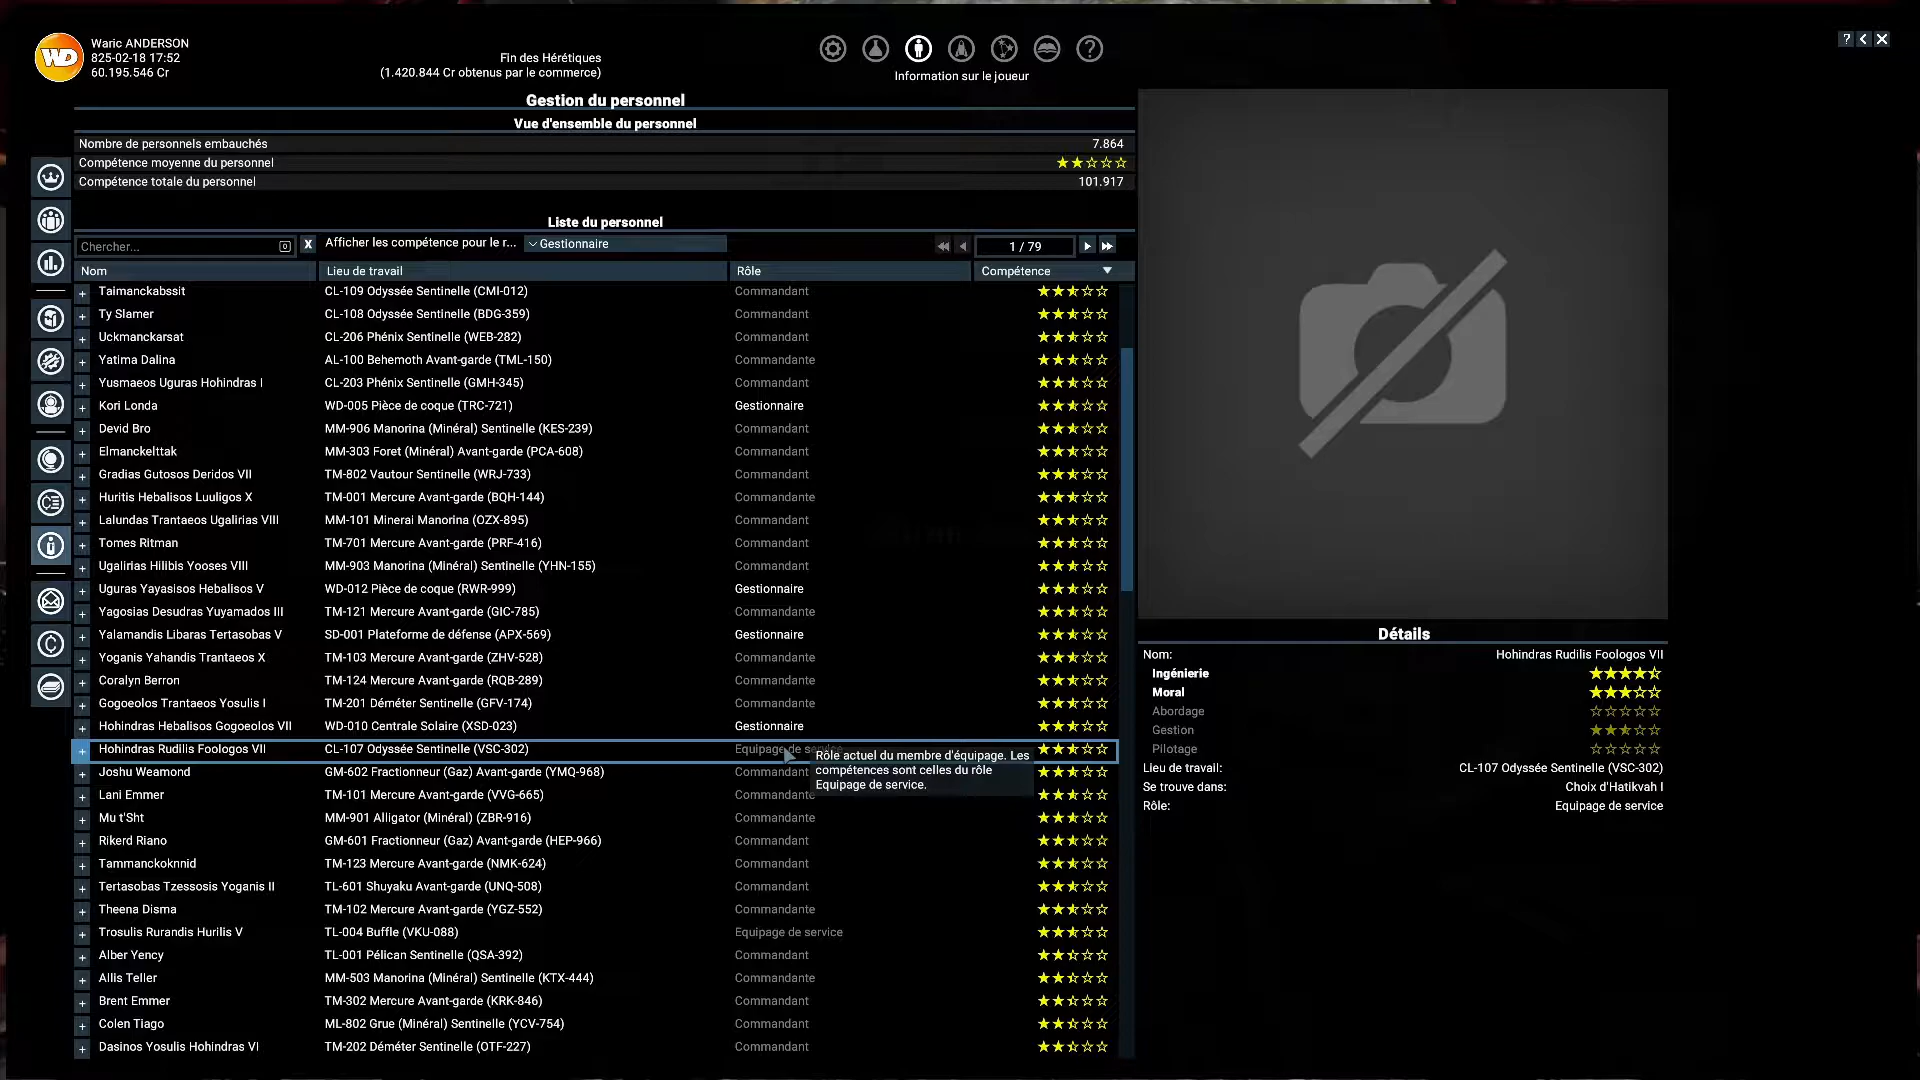 WD
Waric ANDERSON
825-02-18 17:52
60.195.546 Cr
Fin des Hérétiques
(1.420.844 Cr obtenus par le commerce)
Information sur le joueur
? < X
Gestion du personnel
Vue d'ensemble du personnel
Nombre de personnels embauchés 7.864
Compétence moyenne du personnel
Compétence totale du personnel 101.917
Liste du personnel
Chercher... X Afficher les compétence pour le r... Gestionnaire 1 / 79
Nom Lieu de travail Rôle Compétence
Taimanckabssit CL-109 Odyssée Sentinelle (CMI-012) Commandant
Ty Slamer CL-108 Odyssée Sentinelle (BDG-359) Commandant
Uckmanckarsat CL-206 Phénix Sentinelle (WEB-282) Commandant
Yatima Dalina AL-100 Behemoth Avant-garde (TML-150) Commandante
Yusmaeos Uguras Hohindras I CL-203 Phénix Sentinelle (GMH-345) Commandant
Kori Londa WD-005 Pièce de coque (TRC-721) Gestionnaire
Devid Bro MM-906 Manorina (Minéral) Sentinelle (KES-239) Commandant
Elmanckelttak MM-303 Foret (Minéral) Avant-garde (PCA-608) Commandant
Gradias Gutosos Deridos VII TM-802 Vautour Sentinelle (WRJ-733) Commandant
Huritis Hebalisos Luuligos X TM-001 Mercure Avant-garde (BQH-144) Commandante
Lalundas Trantaeos Ugalirias VIII MM-101 Minerai Manorina (OZX-895) Commandant
Tomes Ritman TM-701 Mercure Avant-garde (PRF-416) Commandant
Ugalirias Hilibis Yooses VIII MM-903 Manorina (Minéral) Sentinelle (YHN-155) Commandant
Uguras Yayasisos Hebalisos V WD-012 Pièce de coque (RWR-999) Gestionnaire
Yagosias Desudras Yuyamados III TM-121 Mercure Avant-garde (GIC-785) Commandante
Yalamandis Libaras Tertasobas V SD-001 Plateforme de défense (APX-569) Gestionnaire
Yoganis Yahandis Trantaeos X TM-103 Mercure Avant-garde (ZHV-528) Commandante
Coralyn Berron TM-124 Mercure Avant-garde (RQB-289) Commandante
Gogoeolos Trantaeos Yosulis I TM-201 Déméter Sentinelle (GFV-174) Commandant
Hohindras Hebalisos Gogoeolos VII WD-010 Centrale Solaire (XSD-023) Gestionnaire
Hohindras Rudilis Foologos VII CL-107 Odyssée Sentinelle (VSC-302) Equipage de service
Joshu Weamond GM-602 Fractionneur (Gaz) Avant-garde (YMQ-968) Commandant
Lani Emmer TM-101 Mercure Avant-garde (VVG-665) Commandante
Mu t'Sht MM-901 Alligator (Minéral) (ZBR-916) Commandant
Rikerd Riano GM-601 Fractionneur (Gaz) Avant-garde (HEP-966) Commandant
Tammanckoknnid TM-123 Mercure Avant-garde (NMK-624) Commandant
Tertasobas Tzessosis Yoganis II TL-601 Shuyaku Avant-garde (UNQ-508) Commandant
Theena Disma TM-102 Mercure Avant-garde (YGZ-552) Commandante
Trosulis Rurandis Hurilis V TL-004 Buffle (VKU-088) Equipage de service
Alber Yency TL-001 Pélican Sentinelle (QSA-392) Commandant
Allis Teller MM-503 Manorina (Minéral) Sentinelle (KTX-444) Commandante
Brent Emmer TM-302 Mercure Avant-garde (KRK-846) Commandant
Colen Tiago ML-802 Grue (Minéral) Sentinelle (YCV-754) Commandant
Dasinos Yosulis Hohindras VI TM-202 Déméter Sentinelle (OTF-227) Commandant
Rôle actuel du membre d'équipage. Les
compétences sont celles du rôle
Equipage de service.
Détails
Nom: Hohindras Rudilis Foologos VII
Ingénierie
Moral
Abordage
Gestion
Pilotage
Lieu de travail: CL-107 Odyssée Sentinelle (VSC-302)
Se trouve dans: Choix d'Hatikvah I
Rôle: Equipage de service